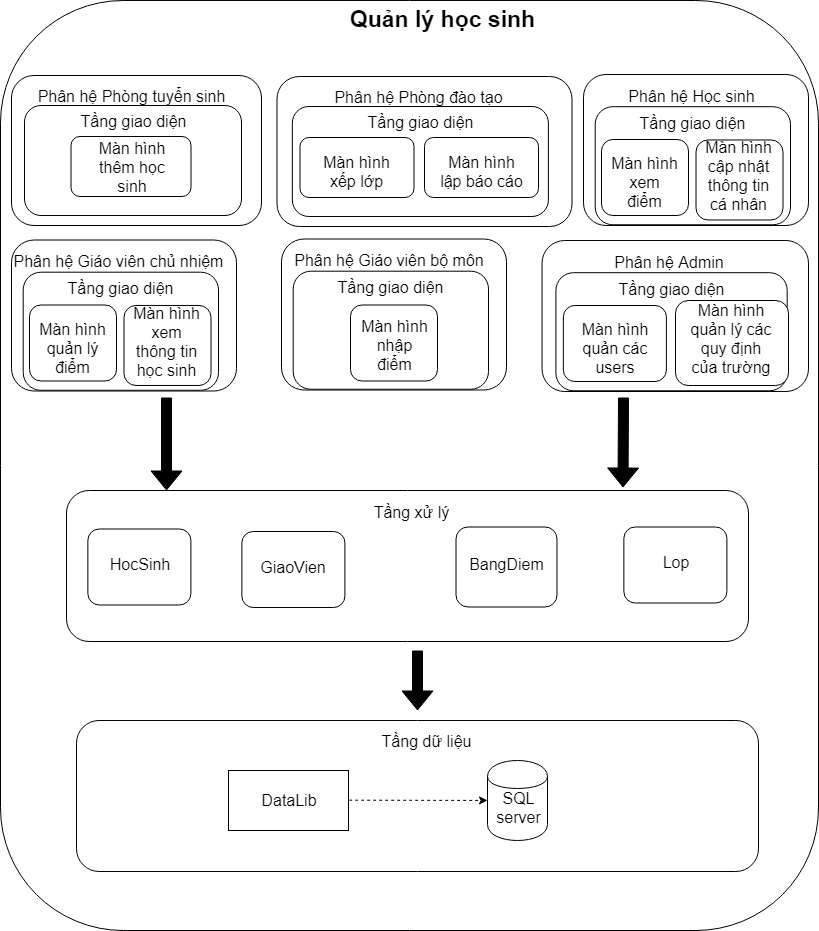 Quản lý học sinh
Phân hệ Phòng tuyển sinh
Tầng giao diện
Màn hình
thêm học
sinh
Phân hệ Phòng đào tạo
Tầng giao diện
Màn hình
xếp lớp
Màn hình
lập báo cáo
Phân hệ Học sinh
Tầng giao diện
Màn hình
xem
điểm
Màn hình
cập nhật
thông tin
cá nhân
Phân hệ Giáo viên chủ nhiệm
Tầng giao diện
Màn hình
quản lý
điểm
Màn hình
xem
thông tin
học sinh
Phân hệ Giáo viên bộ môn
Tầng giao diện
Màn hình
nhập
điểm
Phân hệ Admin
Tầng giao diện
Màn hình
quản các
users
Màn hình
quản lý các
quy định
của trường
Tầng xử lý
HocSinh
GiaoVien
BangDiem
Lop
Tầng dữ liệu
DataLib
SQL
server